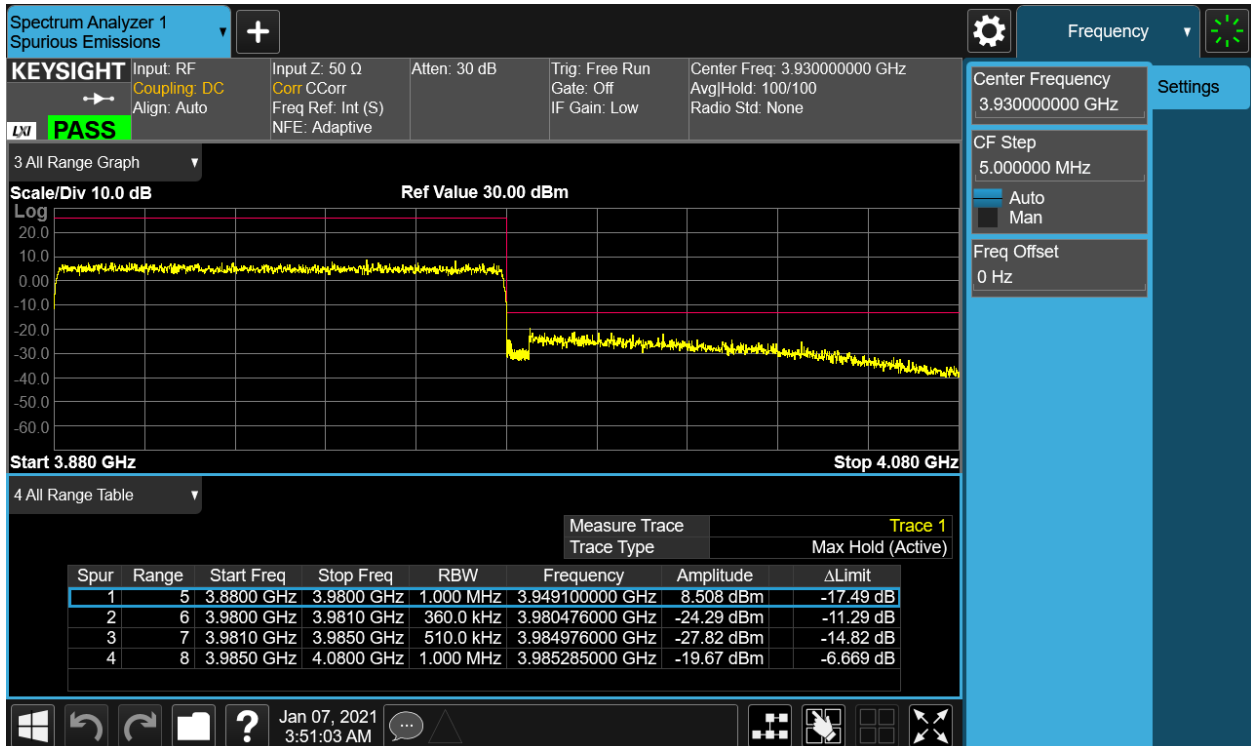 Spectrum Analyzer 1
Spurious Emissions
Frequency
KEYSIGHT
Input: RF
Coupling: DC
Align: Auto
Input Z: 50 Ω
Corr CCorr
Freq Ref: Int (S)
NFE: Adaptive
Atten: 30 dB
Trig: Free Run
Gate: Off
IF Gain: Low
Center Freq: 3.930000000 GHz
Avg|Hold: 100/100
Radio Std: None
LXI PASS
Center Frequency
3.930000000 GHz
Settings
CF Step
5.000000 MHz
Auto
Man
Freq Offset
0 Hz
3 All Range Graph
Scale/Div 10.0 dB Ref Value 30.00 dBm
Log
20.0
10.0
0.00
-10.0
-20.0
-30.0
-40.0
-50.0
-60.0
Start 3.880 GHz Stop 4.080 GHz
4 All Range Table
Measure Trace Trace 1
Trace Type Max Hold (Active)
Spur Range Start Freq Stop Freq RBW Frequency Amplitude ΔLimit
1 5 3.8800 GHz 3.9800 GHz 1.000 MHz 3.949100000 GHz 8.508 dBm -17.49 dB
2 6 3.9800 GHz 3.9810 GHz 360.0 kHz 3.980476000 GHz -24.29 dBm -11.29 dB
3 7 3.9810 GHz 3.9850 GHz 510.0 kHz 3.984976000 GHz -27.82 dBm -14.82 dB
4 8 3.9850 GHz 4.0800 GHz 1.000 MHz 3.985285000 GHz -19.67 dBm -6.669 dB
Jan 07, 2021
3:51:03 AM